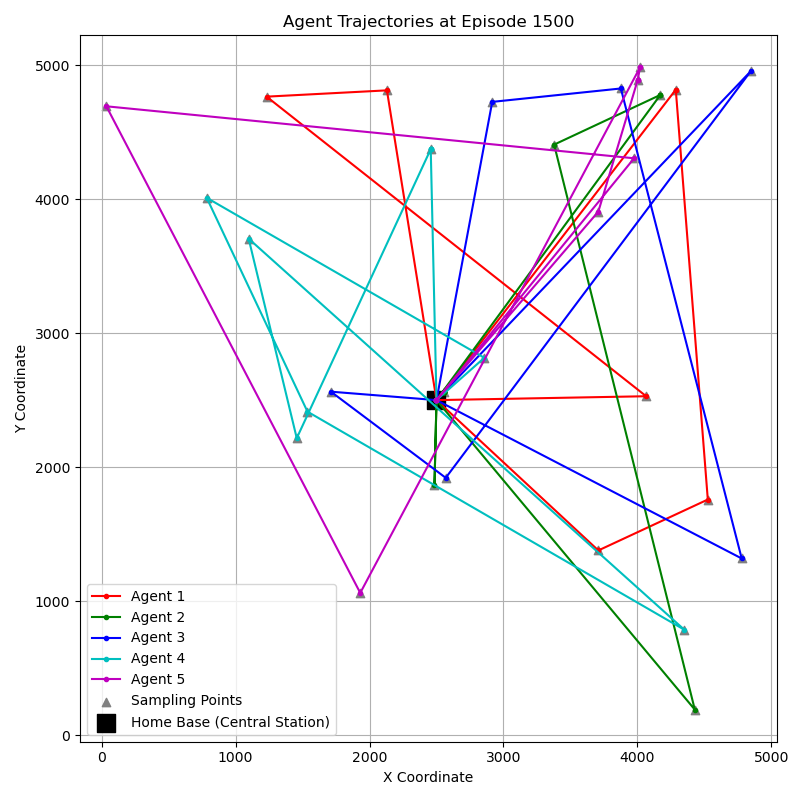 Agent Trajectories at Episode 1500
Y Coordinate
5000
4000
3000
2000
1000
0
Agent 1
Agent 2
Agent 3
Agent 4
Agent 5
Sampling Points
Home Base (Central Station)
0 1000 2000 3000 4000 5000
X Coordinate